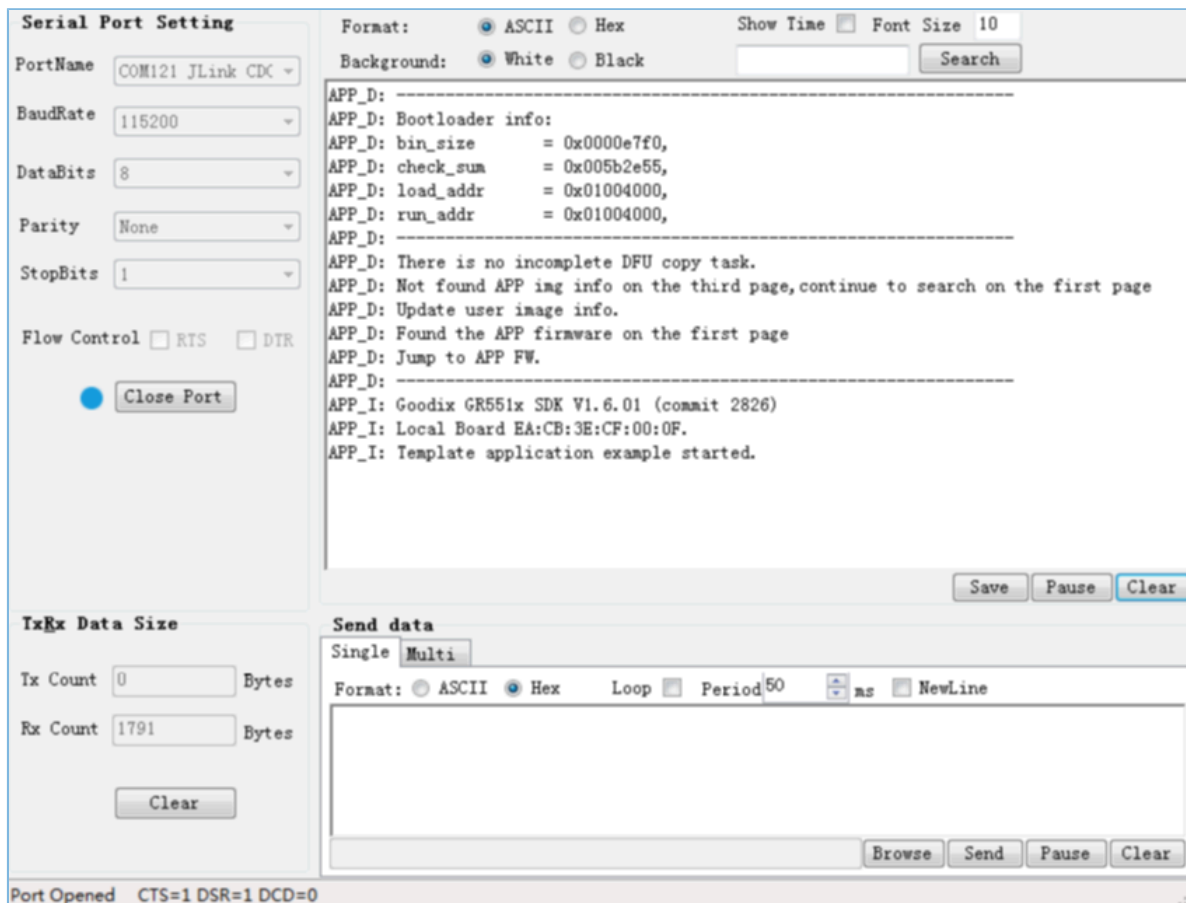 Serial Port Setting
PortName COM121 JLink CDC
BaudRate 115200
DataBits 8
Parity None
StopBits 1
Flow Control RTS DTR
Close Port
Format: ASCII Hex Show Time Font Size 10
Background: White Black Search
APP_D: ----------------------------------------------------------------
APP_D: Bootloader info:
APP_D: bin_size = 0x0000e7f0,
APP_D: check_sum = 0x005b2e55,
APP_D: load_addr = 0x01004000,
APP_D: run_addr = 0x01004000,
APP_D: ----------------------------------------------------------------
APP_D: There is no incomplete DFU copy task.
APP_D: Not found APP img info on the third page,continue to search on the first page
APP_D: Update user image info.
APP_D: Found the APP firmware on the first page
APP_D: Jump to APP FW.
APP_D: ----------------------------------------------------------------
APP_I: Goodix GR551x SDK V1.6.01 (commit 2826)
APP_I: Local Board EA:CB:3E:CF:00:0F.
APP_I: Template application example started.
Save Pause Clear
TxRx Data Size
Tx Count 0 Bytes
Rx Count 1791 Bytes
Clear
Send data
Single Multi
Format: ASCII Hex Loop Period 50 ms NewLine
Browse Send Pause Clear
Port Opened CTS=1 DSR=1 DCD=0